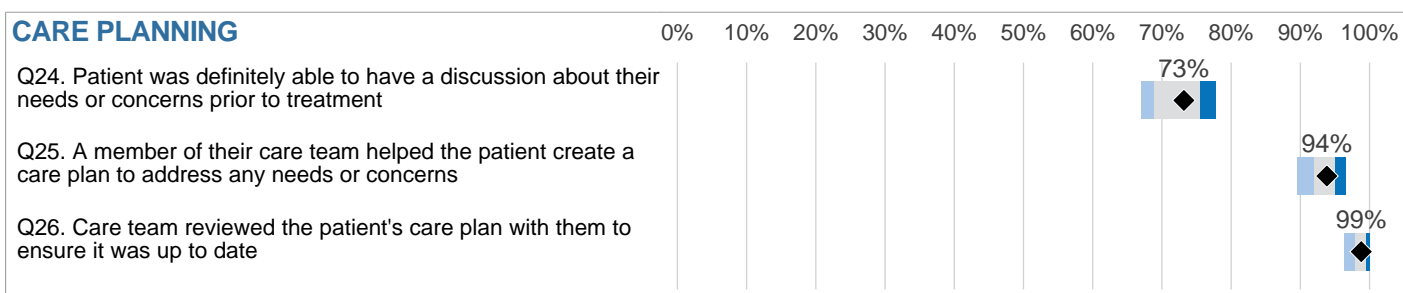 CARE PLANNING
0% 10% 20% 30% 40% 50% 60% 70% 80% 90% 100%
Q24. Patient was definitely able to have a discussion about their
needs or concerns prior to treatment
73%
Q25. A member of their care team helped the patient create a
care plan to address any needs or concerns
94%
Q26. Care team reviewed the patient's care plan with them to
ensure it was up to date
99%